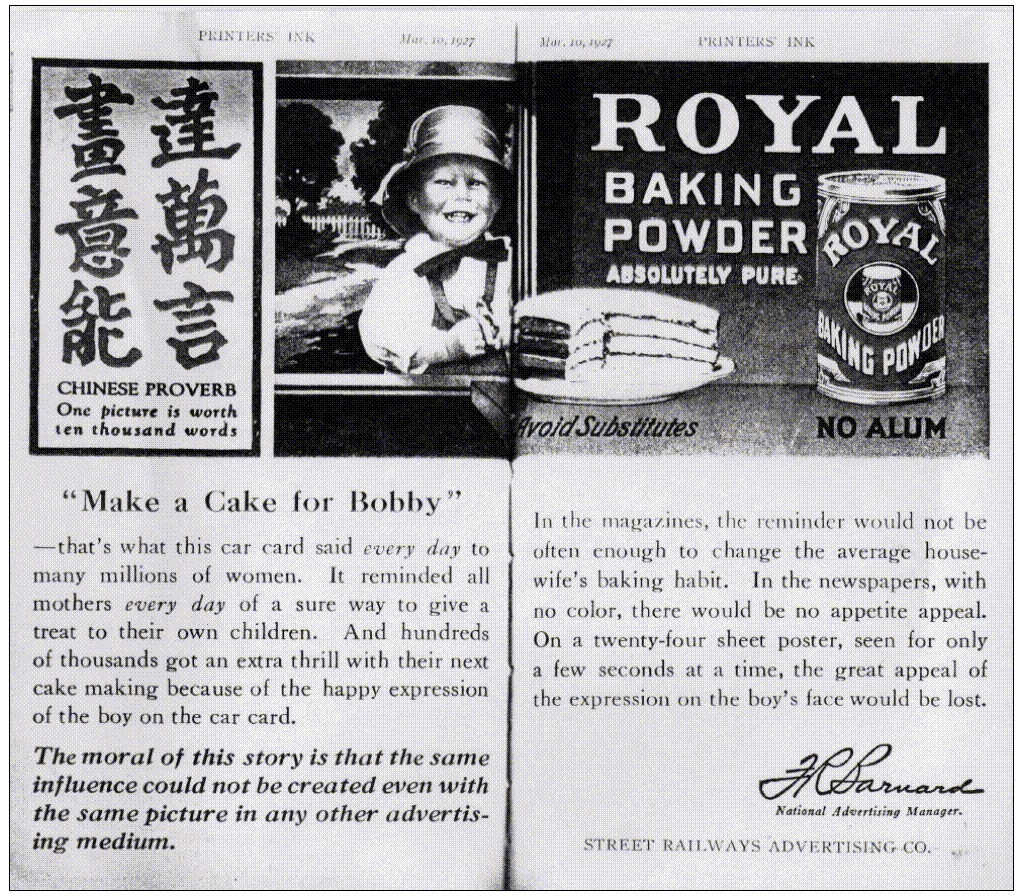 PRINTERS' INK Mar. 10, 1927
Mar. 10, 1927 PRINTERS' INK
畫意能
達萬言
CHINESE PROVERB
One picture is worth
ten thousand words
ROYAL
BAKING
POWDER
ABSOLUTELY PURE
ROYAL
ROYAL
BAKING POWDER
Avoid Substitutes
NO ALUM
"Make a Cake for Bobby"
—that's what this car card said every day to
many millions of women. It reminded all
mothers every day of a sure way to give a
treat to their own children. And hundreds
of thousands got an extra thrill with their next
cake making because of the happy expression
of the boy on the car card.
The moral of this story is that the same
influence could not be created even with
the same picture in any other advertis-
ing medium.
In the magazines, the reminder would not be
often enough to change the average house-
wife's baking habit. In the newspapers, with
no color, there would be no appetite appeal.
On a twenty-four sheet poster, seen for only
a few seconds at a time, the great appeal of
the expression on the boy's face would be lost.
FR Barnard
National Advertising Manager.
STREET RAILWAYS ADVERTISING CO.